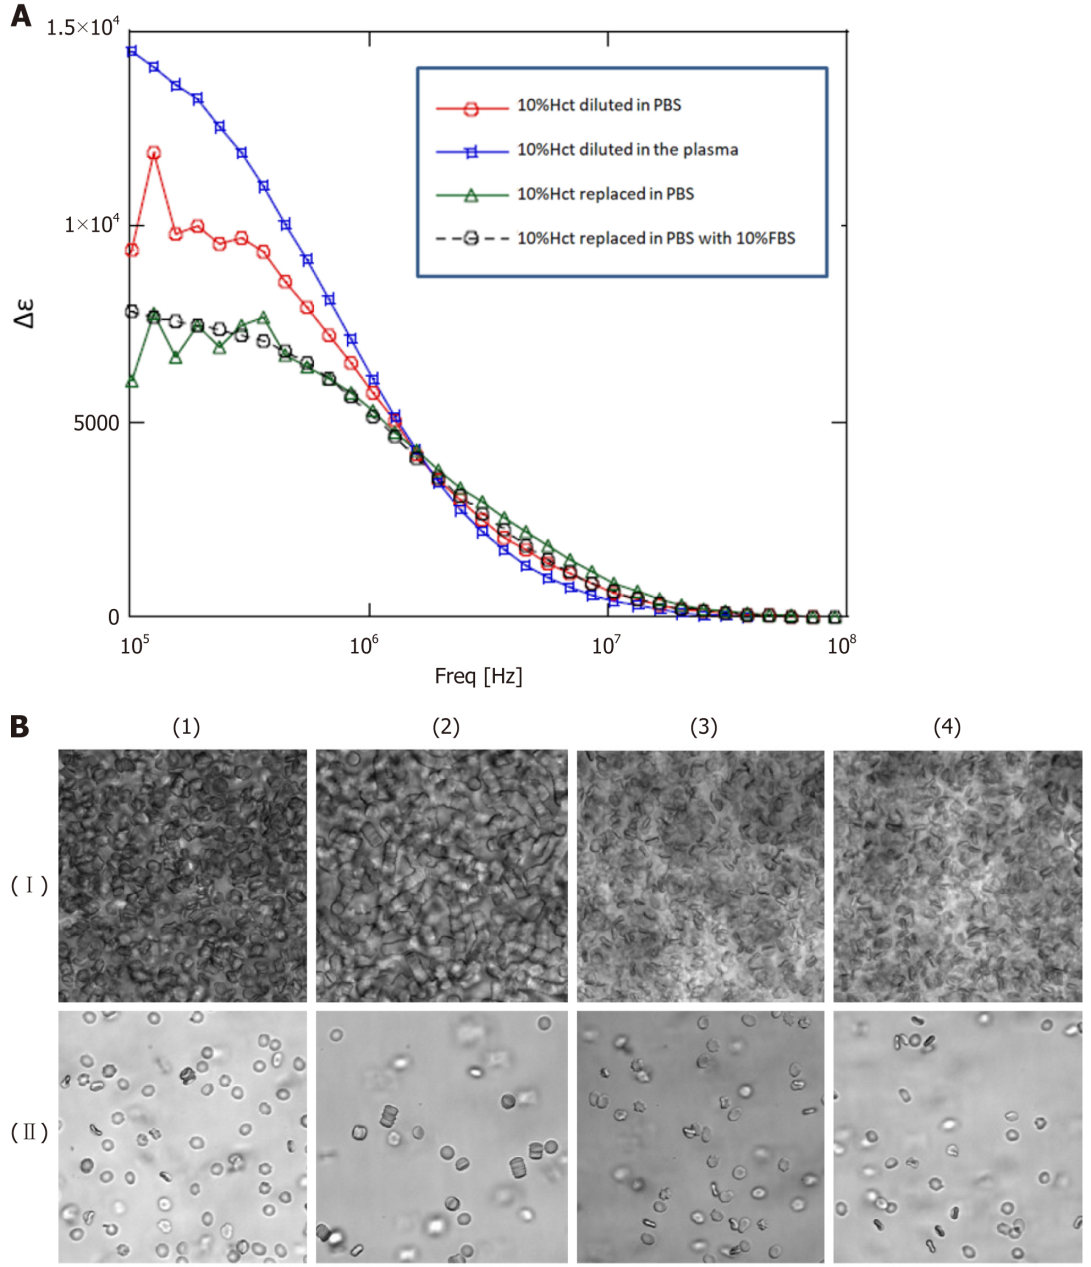 A
1.5×10⁴
10%Hct diluted in PBS
10%Hct diluted in the plasma
10%Hct replaced in PBS
10%Hct replaced in PBS with 10%FBS
1×10⁴
Δε
5000
0
10⁵ 10⁶ 10⁷ 10⁸
Freq [Hz]
B
(1) (2) (3) (4)
(Ⅰ)
(Ⅱ)